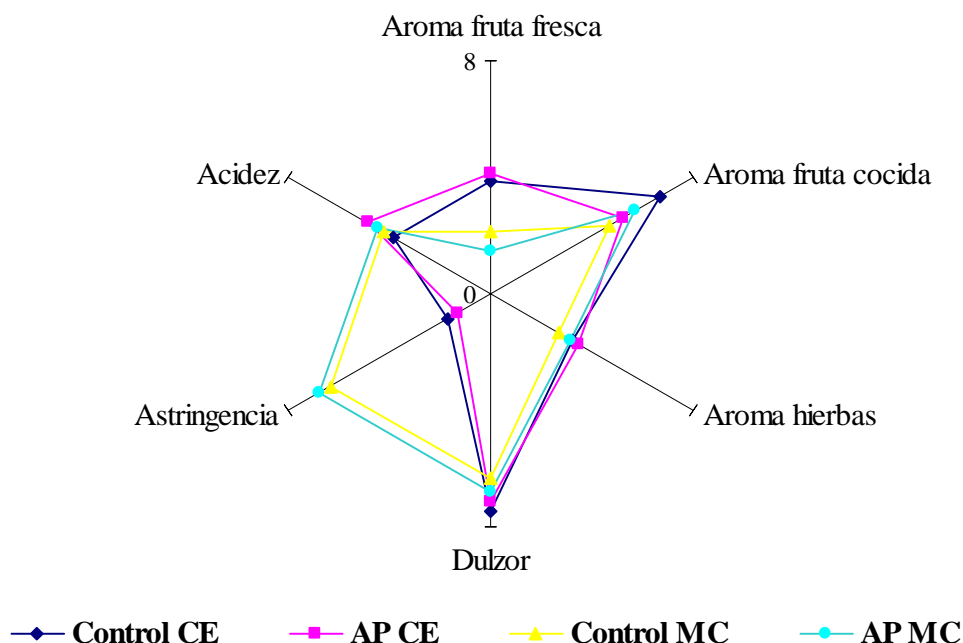 Aroma fruta fresca
8
Acidez
Aroma fruta cocida
0
Astringencia
Aroma hierbas
Dulzor
Control CE AP CE Control MC AP MC